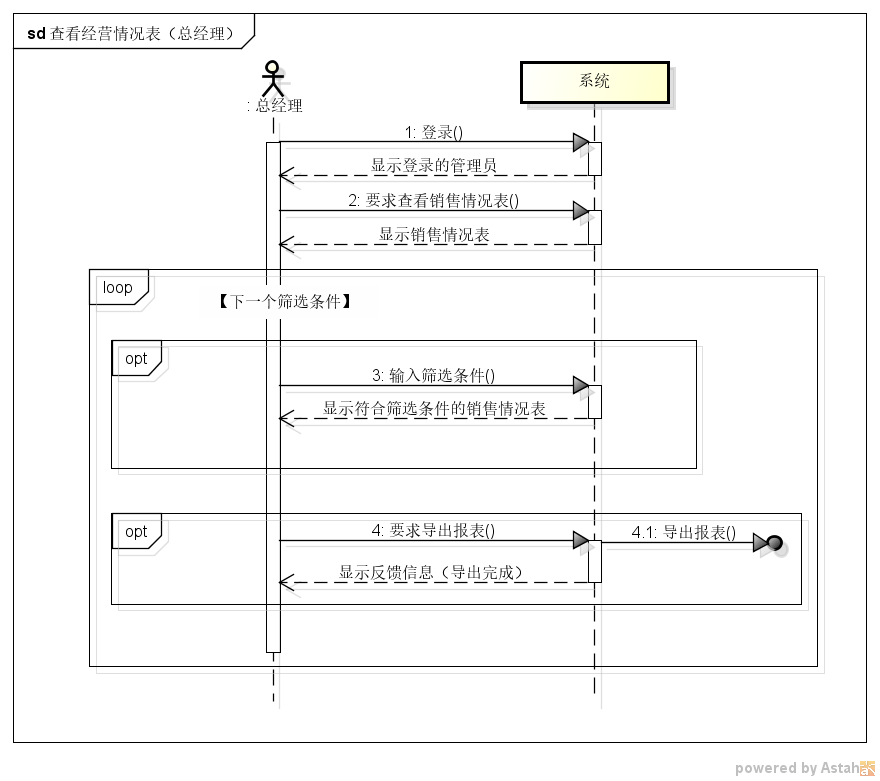 sd 查看经营情况表（总经理）
: 总经理
系统
1: 登录()
显示登录的管理员
2: 要求查看销售情况表()
显示销售情况表
loop
【下一个筛选条件】
opt
3: 输入筛选条件()
显示符合筛选条件的销售情况表
opt
4: 要求导出报表()
4.1: 导出报表()
显示反馈信息（导出完成）
powered by Astah